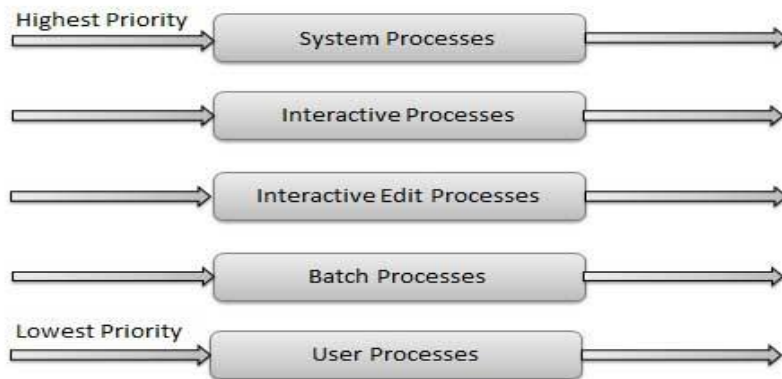 Highest Priority
System Processes
Interactive Processes
Interactive Edit Processes
Batch Processes
Lowest Priority
User Processes